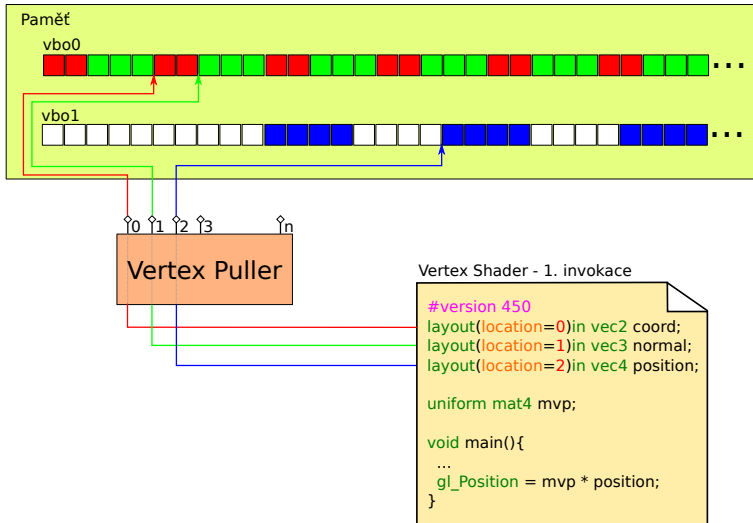 Paměť
vbo0
...
vbo1
...
0 1 2 3 n
Vertex Puller
Vertex Shader - 1. invokace
#version 450
layout(location=0)in vec2 coord;
layout(location=1)in vec3 normal;
layout(location=2)in vec4 position;
uniform mat4 mvp;
void main(){
...
gl_Position = mvp * position;
}